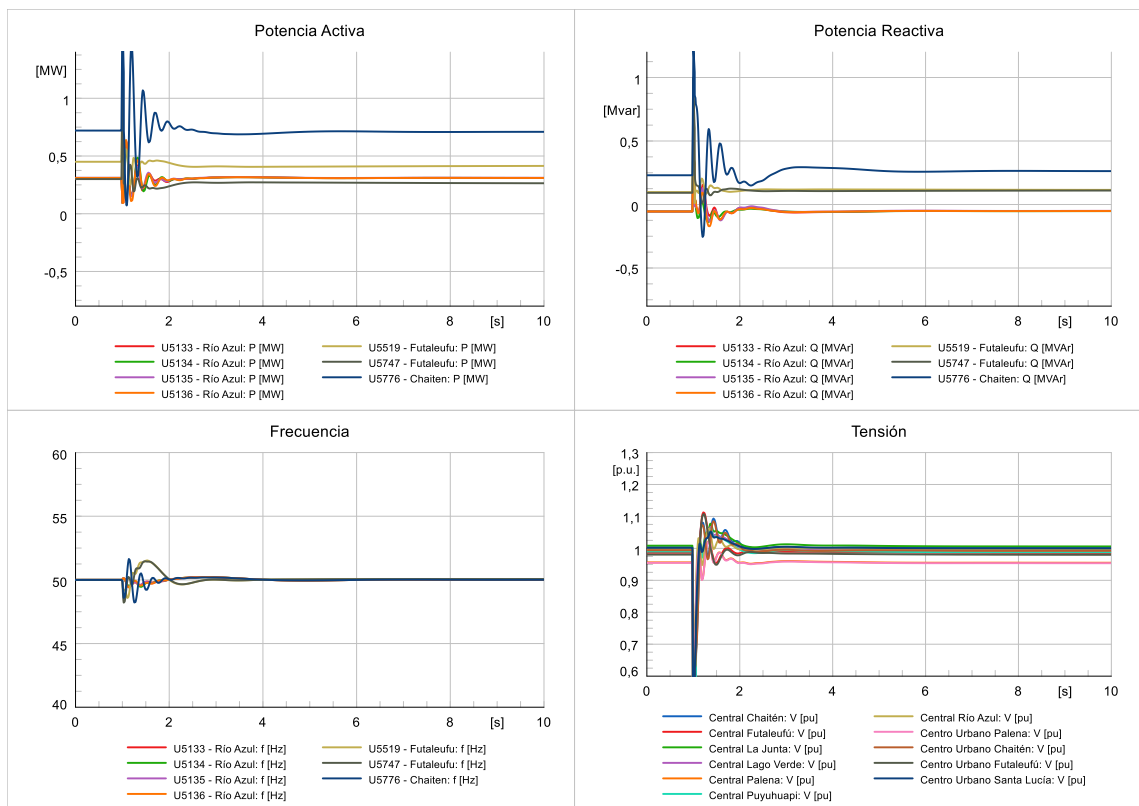 Potencia Activa
[MW]
1
0,5
0
-0,5
0
2
4
6
8
[s]
10
U5133 - Río Azul: P [MW]
U5134 - Río Azul: P [MW]
U5135 - Río Azul: P [MW]
U5136 - Río Azul: P [MW]
U5519 - Futaleufu: P [MW]
U5747 - Futaleufu: P [MW]
U5776 - Chaiten: P [MW]
Potencia Reactiva
1
[Mvar]
0,5
0
-0,5
0
2
4
6
8
[s]
10
U5133 - Río Azul: Q [MVAr]
U5134 - Río Azul: Q [MVAr]
U5135 - Río Azul: Q [MVAr]
U5136 - Río Azul: Q [MVAr]
U5519 - Futaleufu: Q [MVAr]
U5747 - Futaleufu: Q [MVAr]
U5776 - Chaiten: Q [MVAr]
Frecuencia
60
55
50
45
40
0
2
4
6
8
[s]
10
U5133 - Río Azul: f [Hz]
U5134 - Río Azul: f [Hz]
U5135 - Río Azul: f [Hz]
U5136 - Río Azul: f [Hz]
U5519 - Futaleufu: f [Hz]
U5747 - Futaleufu: f [Hz]
U5776 - Chaiten: f [Hz]
Tensión
1,3
[p.u.]
1,2
1,1
1
0,9
0,8
0,7
0,6
0
2
4
6
8
[s]
10
Central Chaitén: V [pu]
Central Futaleufú: V [pu]
Central La Junta: V [pu]
Central Lago Verde: V [pu]
Central Palena: V [pu]
Central Puyuhuapi: V [pu]
Central Río Azul: V [pu]
Centro Urbano Palena: V [pu]
Centro Urbano Chaitén: V [pu]
Centro Urbano Futaleufú: V [pu]
Centro Urbano Santa Lucía: V [pu]